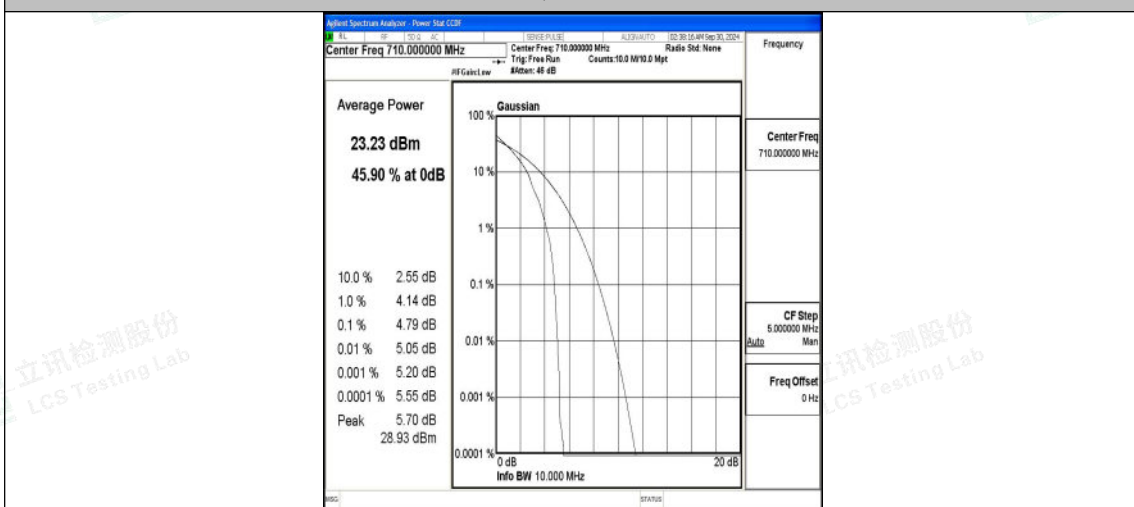 Agilent Spectrum Analyzer - Power Stat CCDF
RL RF 50 Ω AC SENSE:PULSE ALIGNAUTO 02:38:16 AM Sep 30, 2024
Center Freq 710.000000 MHz
Center Freq: 710.000000 MHz Radio Std: None
Trig: Free Run Counts:10.0 M/10.0 Mpt
#IFGain:Low #Atten: 46 dB
Frequency
Average Power
23.23 dBm
45.90 % at 0dB
10.0 % 2.55 dB
1.0 % 4.14 dB
0.1 % 4.79 dB
0.01 % 5.05 dB
0.001 % 5.20 dB
0.0001 % 5.55 dB
Peak 5.70 dB
28.93 dBm
Gaussian
100 %
10 %
1 %
0.1 %
0.01 %
0.001 %
0.0001 %
0 dB 20 dB
Info BW 10.000 MHz
Center Freq
710.000000 MHz
CF Step
5.000000 MHz
Auto Man
Freq Offset
0 Hz
MSG STATUS
立讯检测股份
LCS Testing Lab
立讯检测股份
LCS Testing Lab